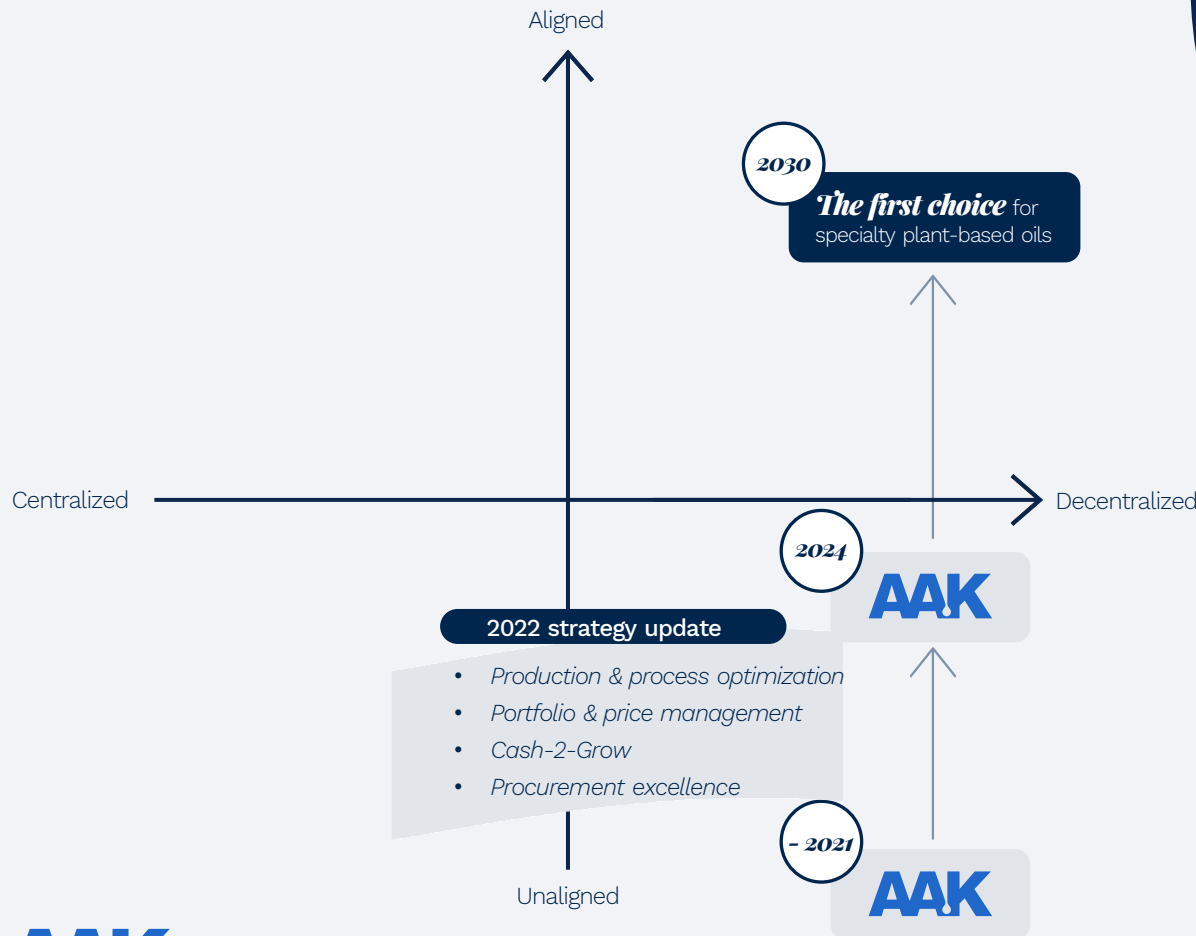 Aligned
2030
The first choice for
specialty plant-based oils
Centralized
Decentralized
2024
AAK
2022 strategy update
• Production & process optimization
• Portfolio & price management
• Cash-2-Grow
• Procurement excellence
- 2021
AAK
Unaligned
AAK